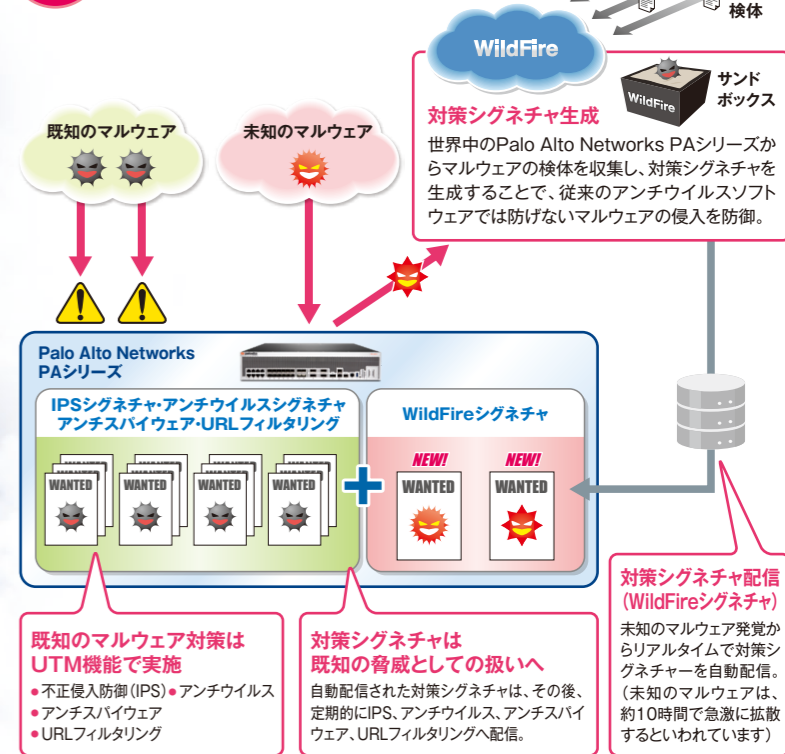 検体
WildFire
WildFire
サンド
ボックス
対策シグネチャ生成
世界中のPalo Alto Networks PAシリーズか
らマルウェアの検体を収集し、対策シグネチャを
生成することで、従来のアンチウイルスソフト
ウェアでは防げないマルウェアの侵入を防御。
既知のマルウェア
未知のマルウェア
Palo Alto Networks
PAシリーズ
IPSシグネチャ・アンチウイルスシグネチャ
アンチスパイウェア・URLフィルタリング
WANTED
WANTED
WANTED
WANTED
WildFireシグネチャ
NEW!
NEW!
WANTED
WANTED
既知のマルウェア対策は
UTM機能で実施
●不正侵入防御(IPS)●アンチウイルス
●アンチスパイウェア
●URLフィルタリング
対策シグネチャは
既知の脅威としての扱いへ
自動配信された対策シグネチャは、その後、
定期的にIPS、アンチウイルス、アンチスパイ
ウェア、URLフィルタリングへ配信。
対策シグネチャ配信
(WildFireシグネチャ)
未知のマルウェア発覚か
らリアルタイムで対策シ
グネチャーを自動配信。
(未知のマルウェアは、
約10時間で急激に拡散
するといわれています)